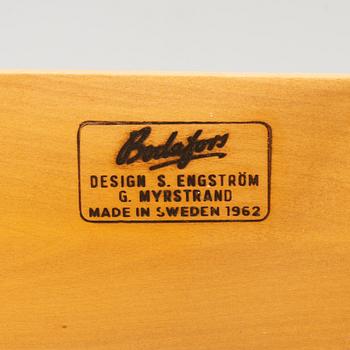 Bodafors
DESIGN S. ENGSTRÖM
G. MYRSTRAND
MADE IN SWEDEN 1962